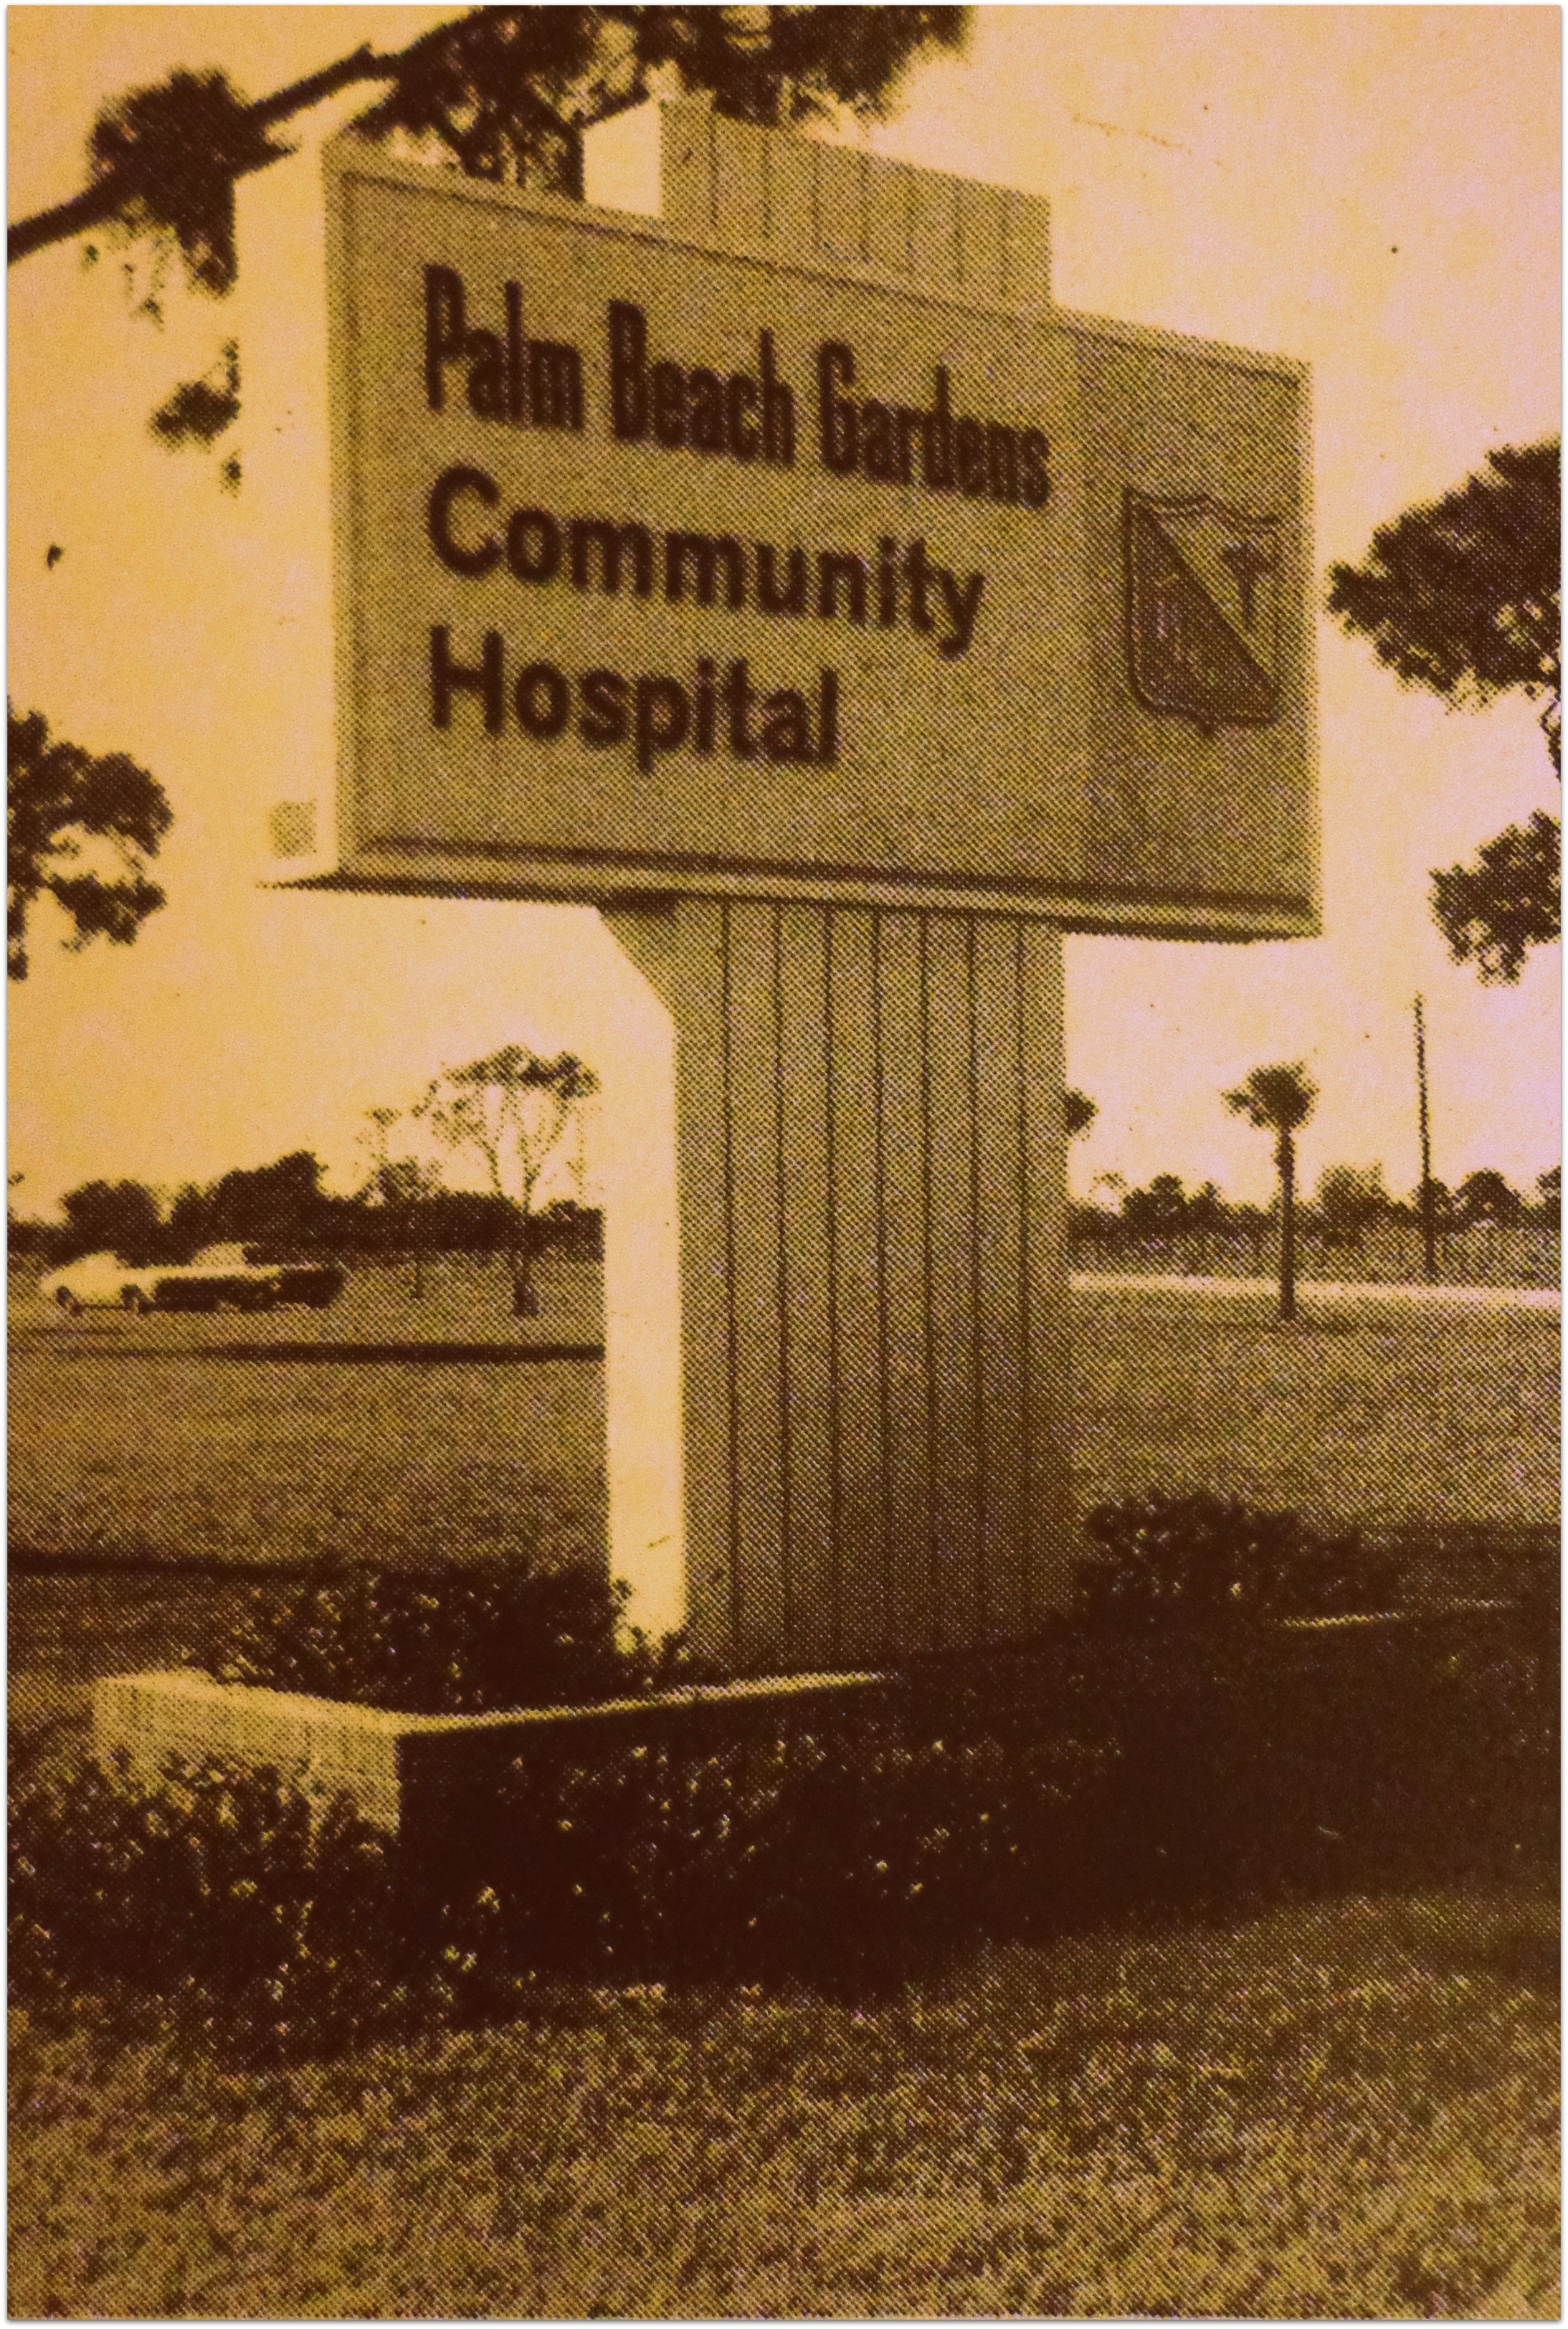 Palm Beach Gardens
Community
Hospital